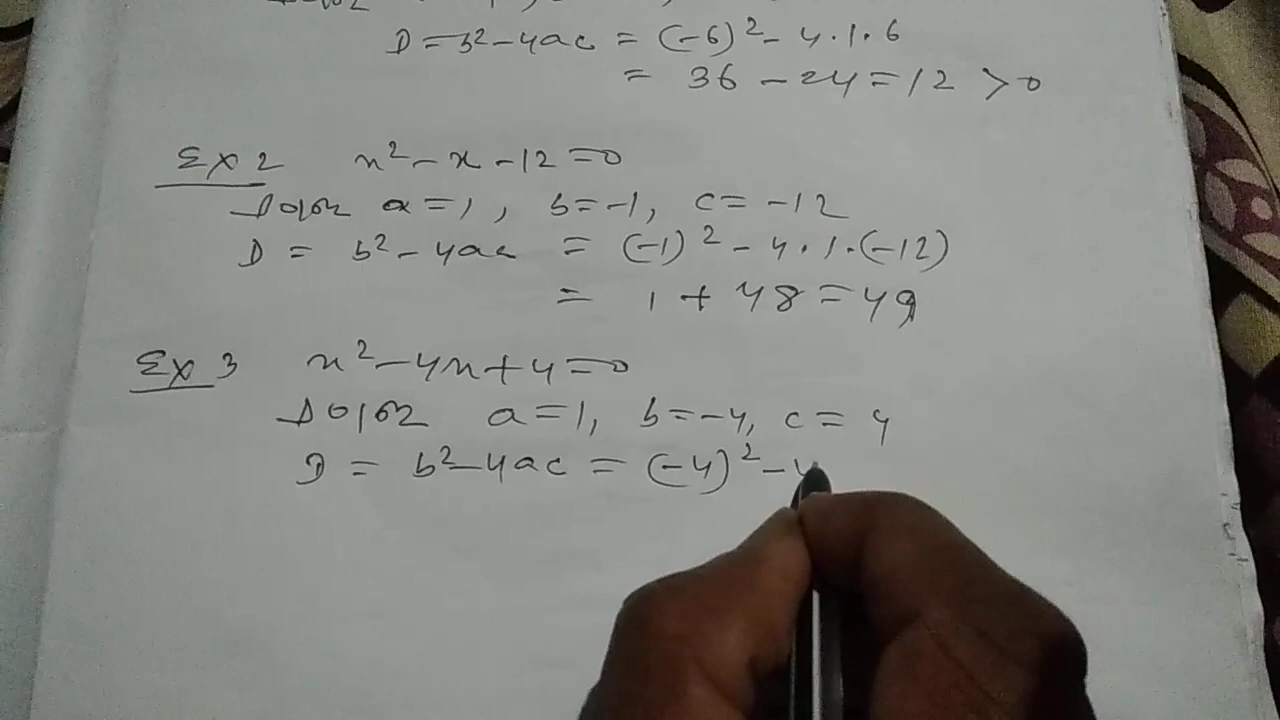 D = b² - 4ac = (-6)² - 4.1.6
= 36 - 24 = 12 > 0
Ex 2 x² - x - 12 = 0
a = 1, b = -1, c = -12
D = b² - 4ac = (-1)² - 4.1.(-12)
= 1 + 48 = 49
Ex 3 x² - 4x + 4 = 0
a = 1, b = -4, c = 4
D = b² - 4ac = (-4)² - 4